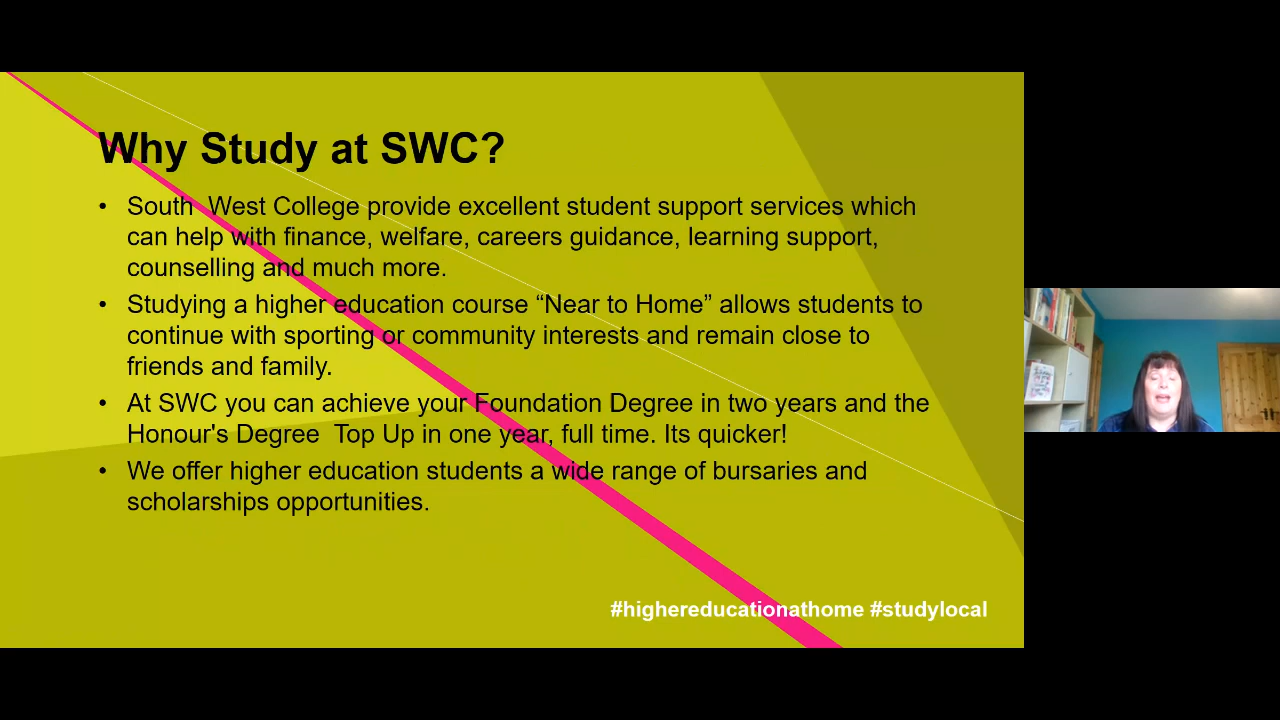 Why Study at SWC?
• South  West College provide excellent student support services which
can help with finance, welfare, careers guidance, learning support,
counselling and much more.
• Studying a higher education course “Near to Home” allows students to
continue with sporting or community interests and remain close to
friends and family.
• At SWC you can achieve your Foundation Degree in two years and the
Honour's Degree  Top Up in one year, full time. Its quicker!
• We offer higher education students a wide range of bursaries and
scholarships opportunities.
#highereducationathome #studylocal